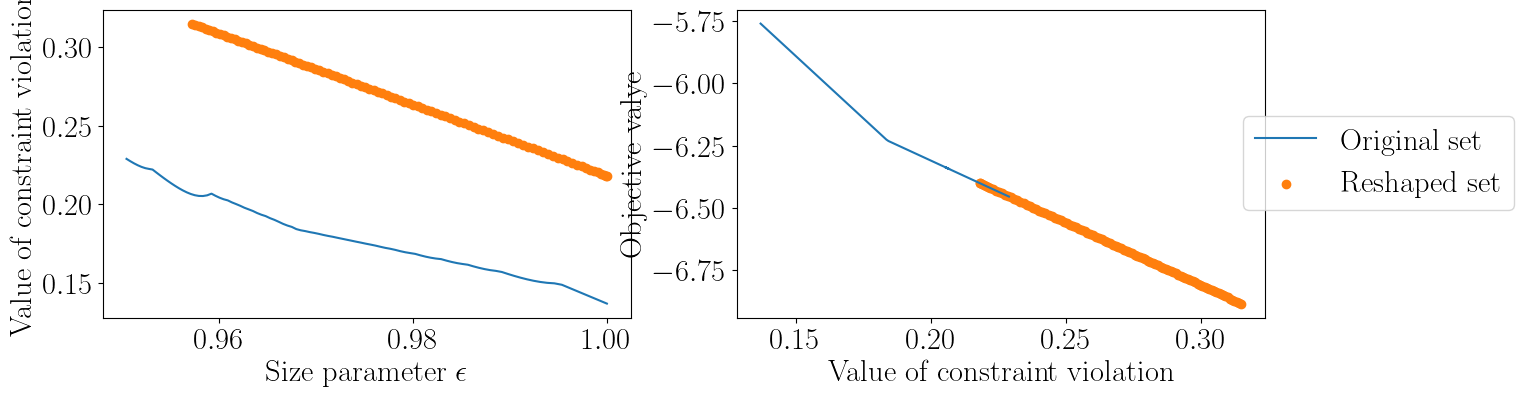 Value of constraint violation
0.30
0.25
0.20
0.15
0.96
0.98
1.00
Size parameter ϵ
Objective valve
−5.75
−6.00
−6.25
−6.50
−6.75
0.15
0.20
0.25
0.30
Value of constraint violation
Original set
Reshaped set